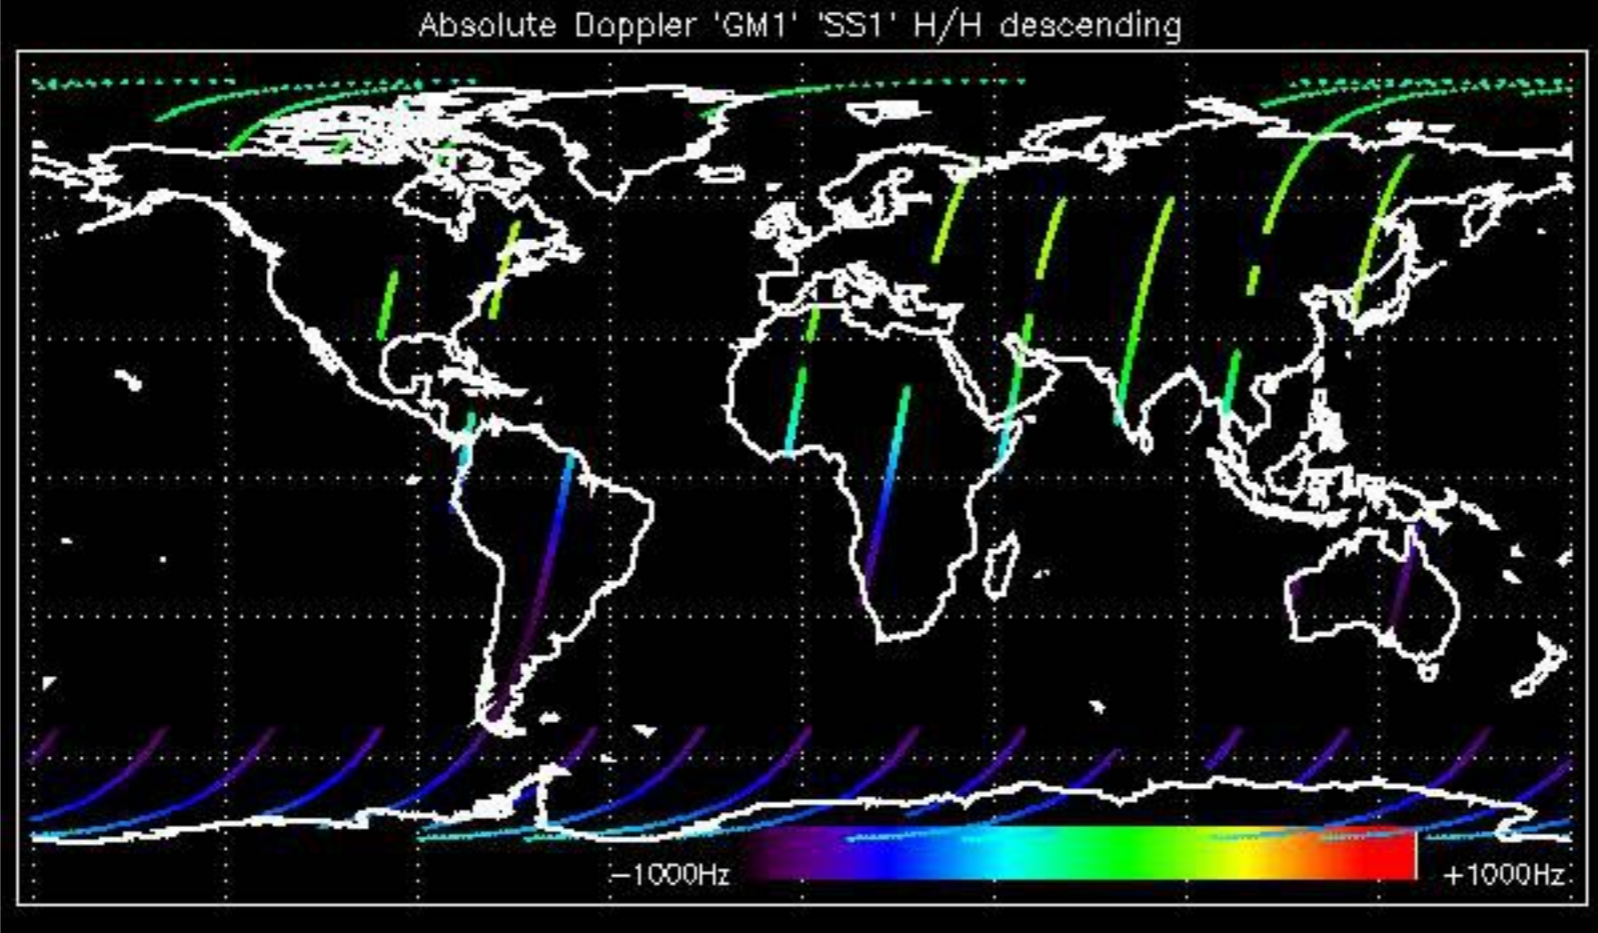 Absolute Doppler 'GM1' 'SS1' H/H descending
−1000Hz
+1000Hz